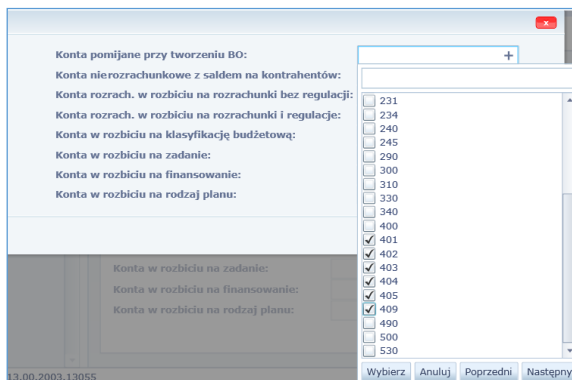 x
Konta pomijane przy tworzeniu BO:
+
Konta nierozrachunkowe z saldem na kontrahentów:
Konta rozrach. w rozbiciu na rozrachunki bez regulacji:
Konta rozrach. w rozbiciu na rozrachunki i regulacje:
Konta w rozbiciu na klasyfikację budżetową:
Konta w rozbiciu na zadanie:
Konta w rozbiciu na finansowanie:
Konta w rozbiciu na rodzaj planu:
231
234
240
245
290
300
310
330
340
400
401
402
403
404
405
409
490
500
530
Wybierz Anuluj Poprzedni Następny
Konta w rozbiciu na zadanie:
Konta w rozbiciu na finansowanie:
Konta w rozbiciu na rodzaj planu:
13.00.2003.13055